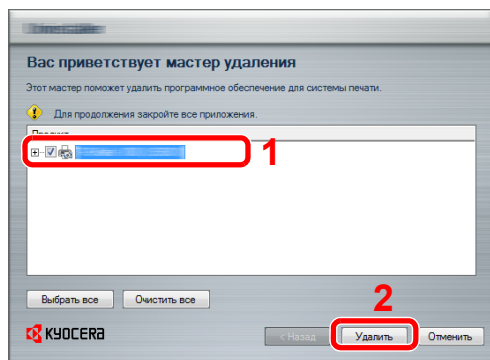 Вас приветствует мастер удаления
Этот мастер поможет удалить программное обеспечение для системы печати.
Для продолжения закройте все приложения.
1
Выбрать все Очистить все
2
KYOCERA < Назад Удалить Отменить